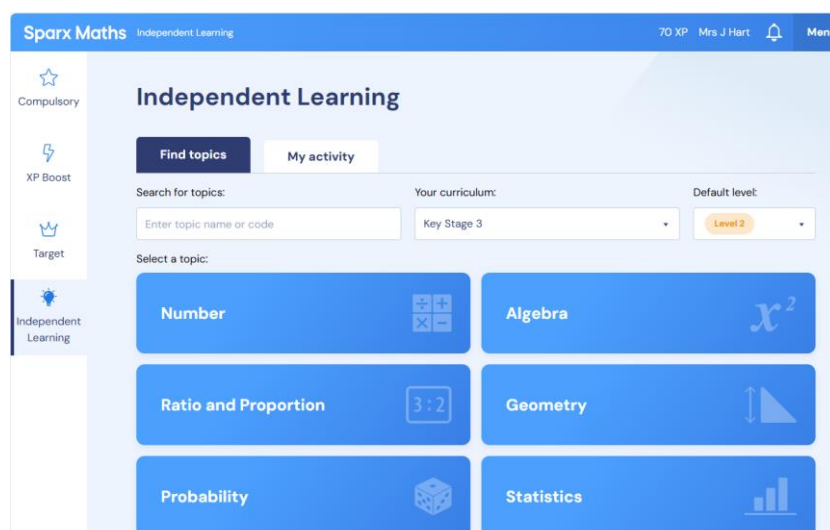 Sparx Maths Independent Learning 70 XP Mrs J Hart Men
Compulsory
XP Boost
Target
Independent
Learning
Independent Learning
Find topics My activity
Search for topics: Your curriculum: Default level:
Enter topic name or code Key Stage 3 Level 2
Select a topic:
Number Algebra x²
Ratio and Proportion 3:2 Geometry
Probability Statistics